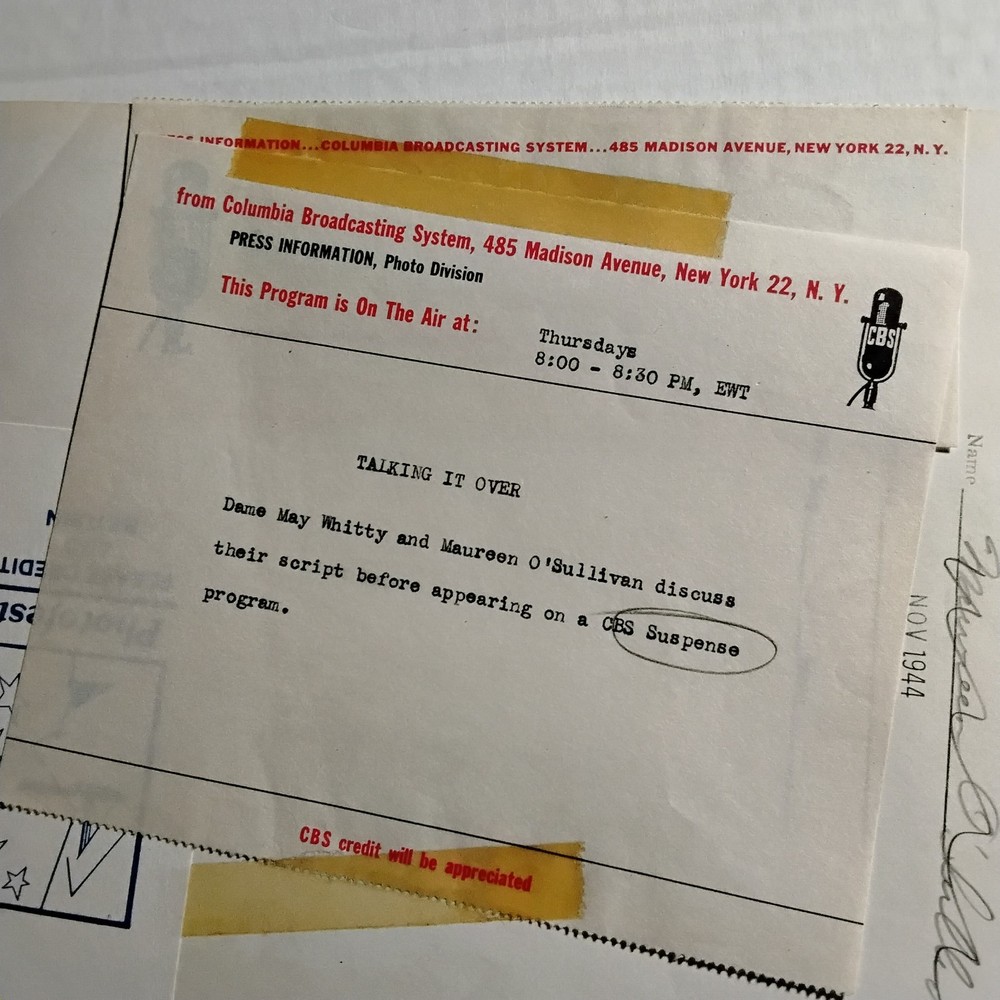 INFORMATION...COLUMBIA BROADCASTING SYSTEM...485 MADISON AVENUE, NEW YORK 22, N. Y.
from Columbia Broadcasting System, 485 Madison Avenue, New York 22, N. Y.
PRESS INFORMATION, Photo Division
This Program is On The Air at:
Thursdays
8:00 - 8:30 PM, EWT
1
CBS
TALKING IT OVER
Dame May Whitty and Maureen O'Sullivan discuss
their script before appearing on a CBS Suspense
program.
CBS credit will be appreciated
Name
Maureen
NOV 1944